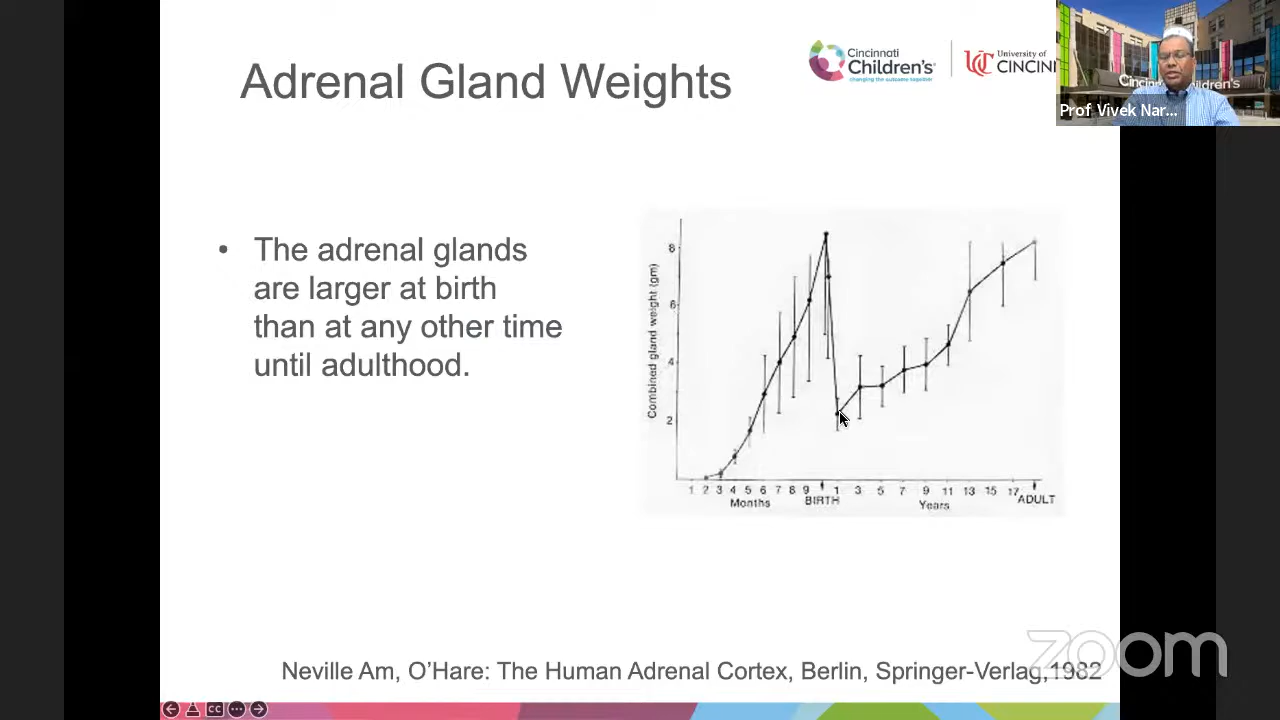 Adrenal Gland Weights
Cincinnati
Children's
changing the outcome together
University of
CINCINN
Cincinnati Children's
Prof Vivek Nar...
• The adrenal glands
are larger at birth
than at any other time
until adulthood.
Combined gland weight (gm)
8
6
4
2
1 2 3 4 5 6 7 8 9 BIRTH 1 3 5 7 9 11 13 15 17 ADULT
Months Years
Neville Am, O'Hare: The Human Adrenal Cortex, Berlin, Springer-Verlag,1982
zoom
CC